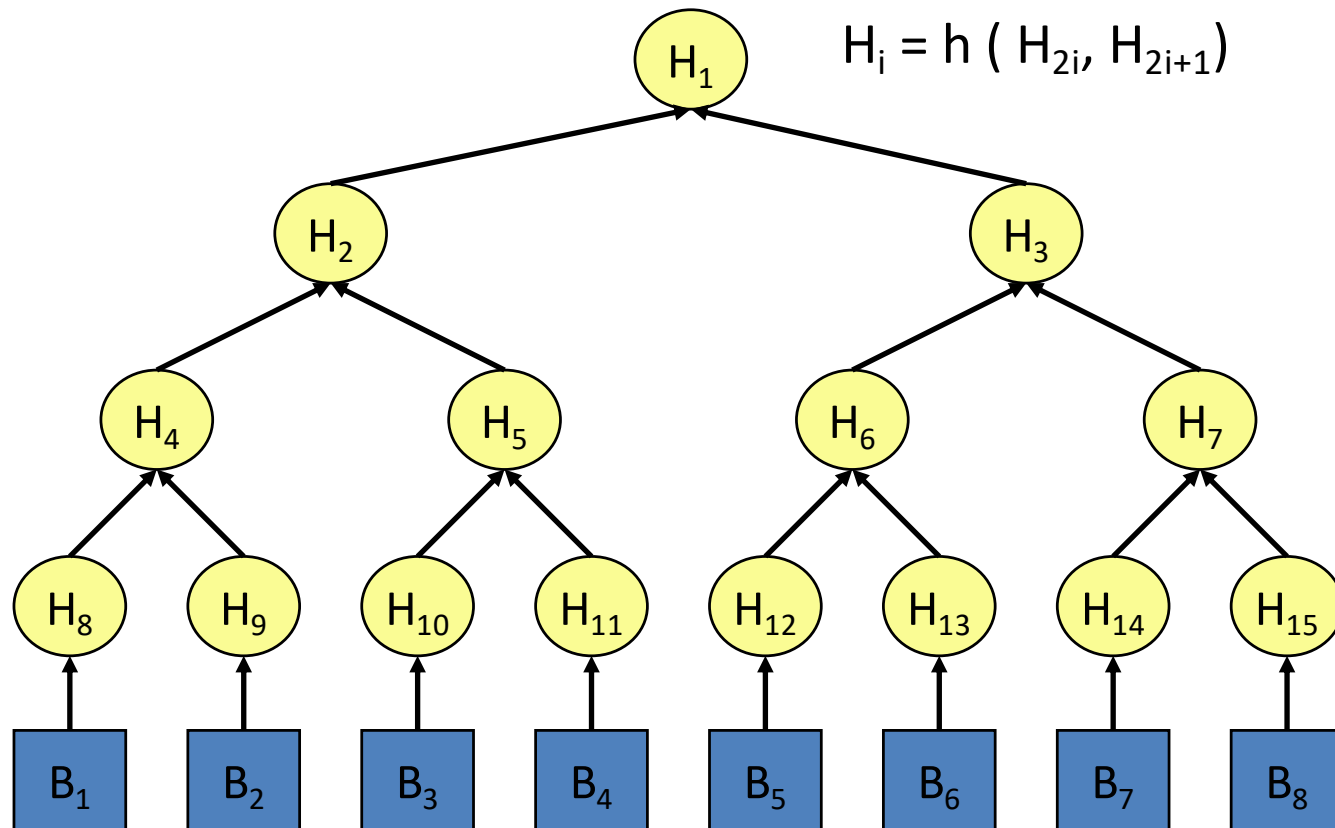 H₁
Hᵢ = h ( H₂ᵢ, H₂ᵢ₊₁)
H₂ H₃
H₄ H₅ H₆ H₇
H₈ H₉ H₁₀ H₁₁ H₁₂ H₁₃ H₁₄ H₁₅
B₁ B₂ B₃ B₄ B₅ B₆ B₇ B₈